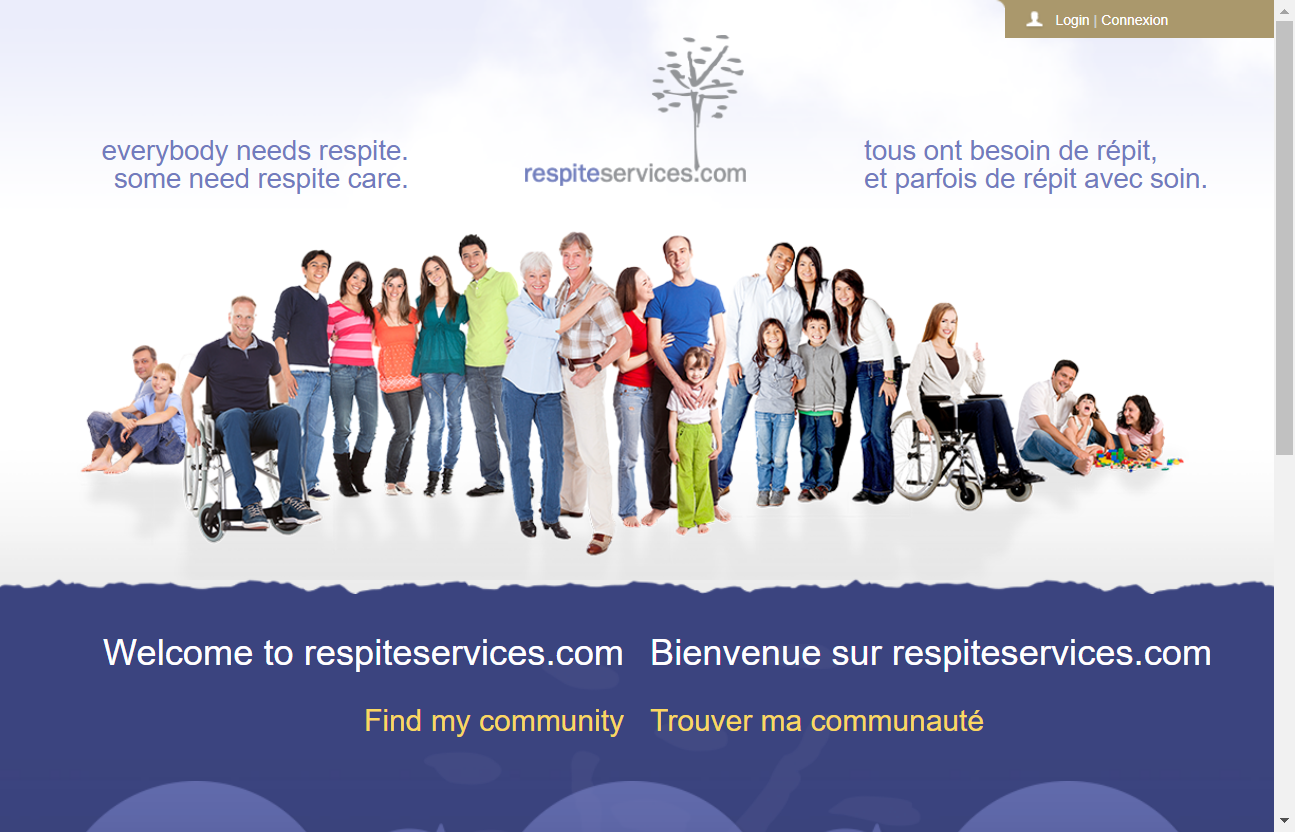 Login | Connexion
everybody needs respite.
some need respite care.
respiteservices.com
tous ont besoin de répit,
et parfois de répit avec soin.
Welcome to respiteservices.com
Bienvenue sur respiteservices.com
Find my community
Trouver ma communauté